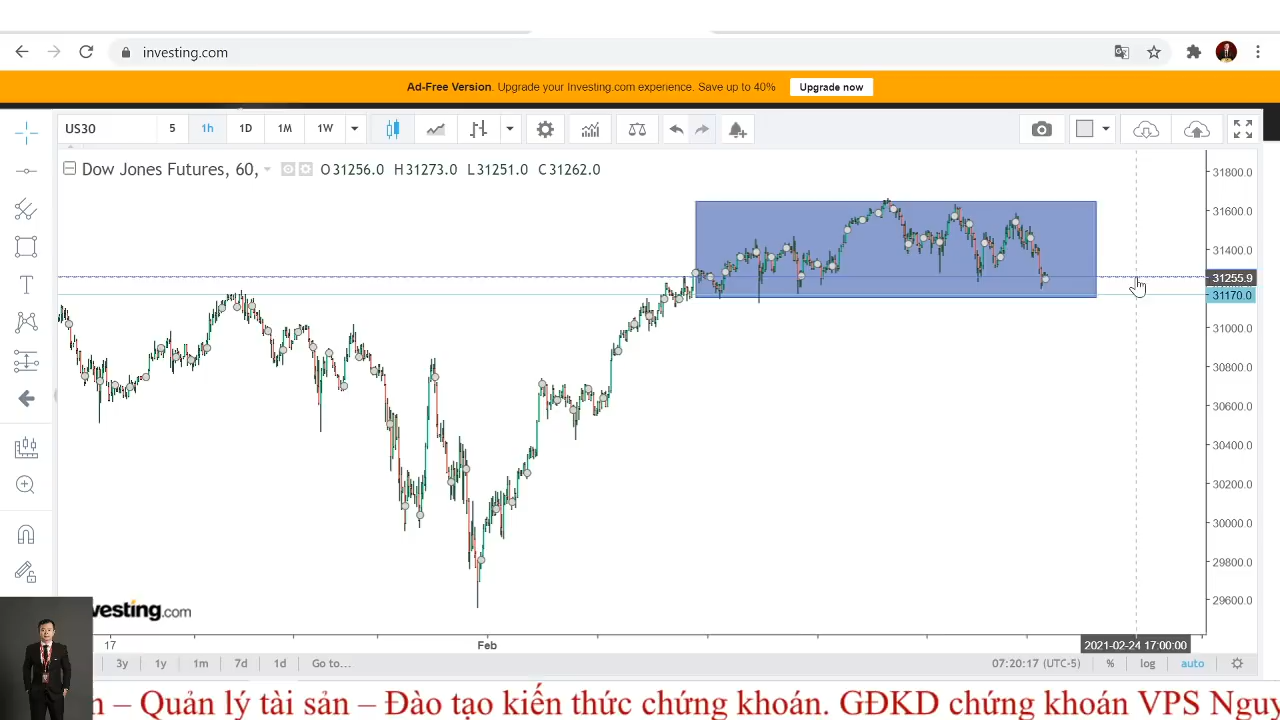 investing.com
Ad-Free Version. Upgrade your Investing.com experience. Save up to 40% Upgrade now
US30 5 1h 1D 1M 1W
Dow Jones Futures, 60, O31256.0 H31273.0 L31251.0 C31262.0
31800.0
31600.0
31400.0
31255.9
31170.0
31000.0
30800.0
30600.0
30400.0
30200.0
30000.0
29800.0
29600.0
T
vesting.com
17 Feb 2021-02-24 17:00:00
3y 1y 1m 7d 1d Go to... 07:20:17 (UTC-5) % log auto
– Quản lý tài sản – Đào tạo kiến thức chứng khoán. GĐKD chứng khoán VPS